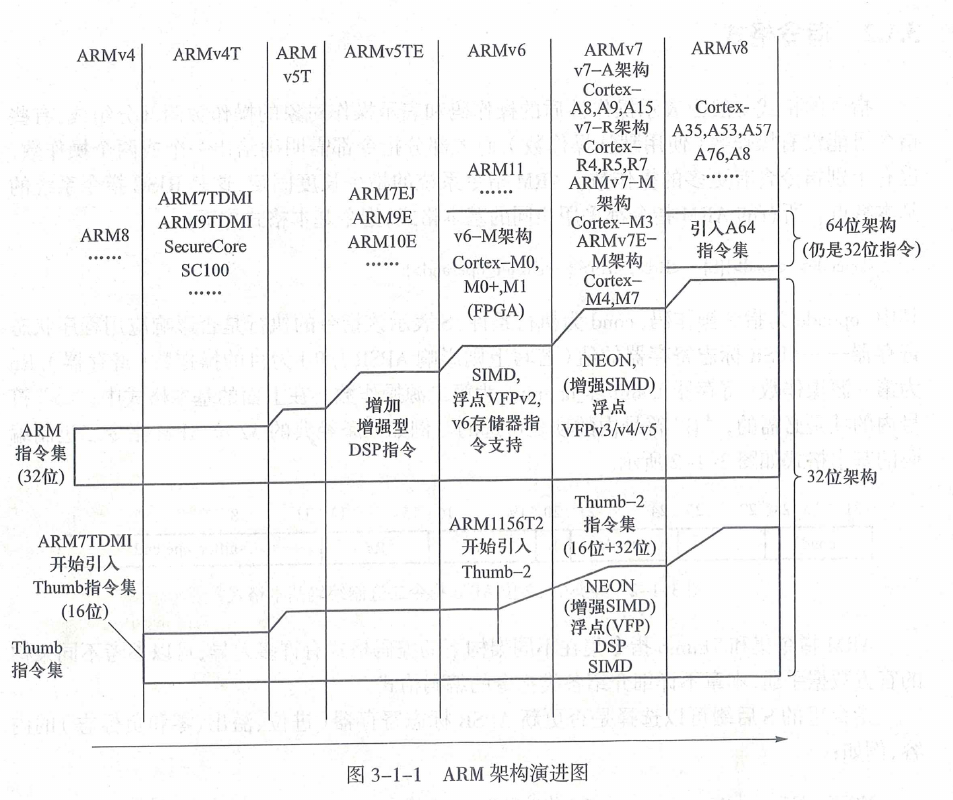 ARMv4
ARMv4T
ARM
v5T
ARMv5TE
ARMv6
ARMv7
v7–A架构
Cortex–
A8,A9,A15
v7–R架构
Cortex–
R4,R5,R7
ARMv7–M
架构
Cortex–M3
ARMv7E–
M架构
Cortex–
M4,M7
ARMv8
Cortex-
A35,A53,A57
A76,A8
……
引入A64
指令集
64位架构
(仍是32位指令)
ARM8
……
ARM7TDMI
ARM9TDMI
SecureCore
SC100
……
ARM7EJ
ARM9E
ARM10E
……
ARM11
……
v6–M架构
Cortex–M0,
M0+,M1
(FPGA)
ARM
指令集
(32位)
增加
增强型
DSP指令
SIMD,
浮点VFPv2,
v6存储器指
令支持
NEON,
(增强SIMD)
浮点
VFPv3/v4/v5
32位架构
ARM7TDMI
开始引入
Thumb指令集
(16位)
ARM1156T2
开始引入
Thumb–2
Thumb–2
指令集
(16位+32位)
NEON
(增强SIMD)
浮点(VFP)
DSP
SIMD
Thumb
指令集
图 3-1-1 ARM 架构演进图